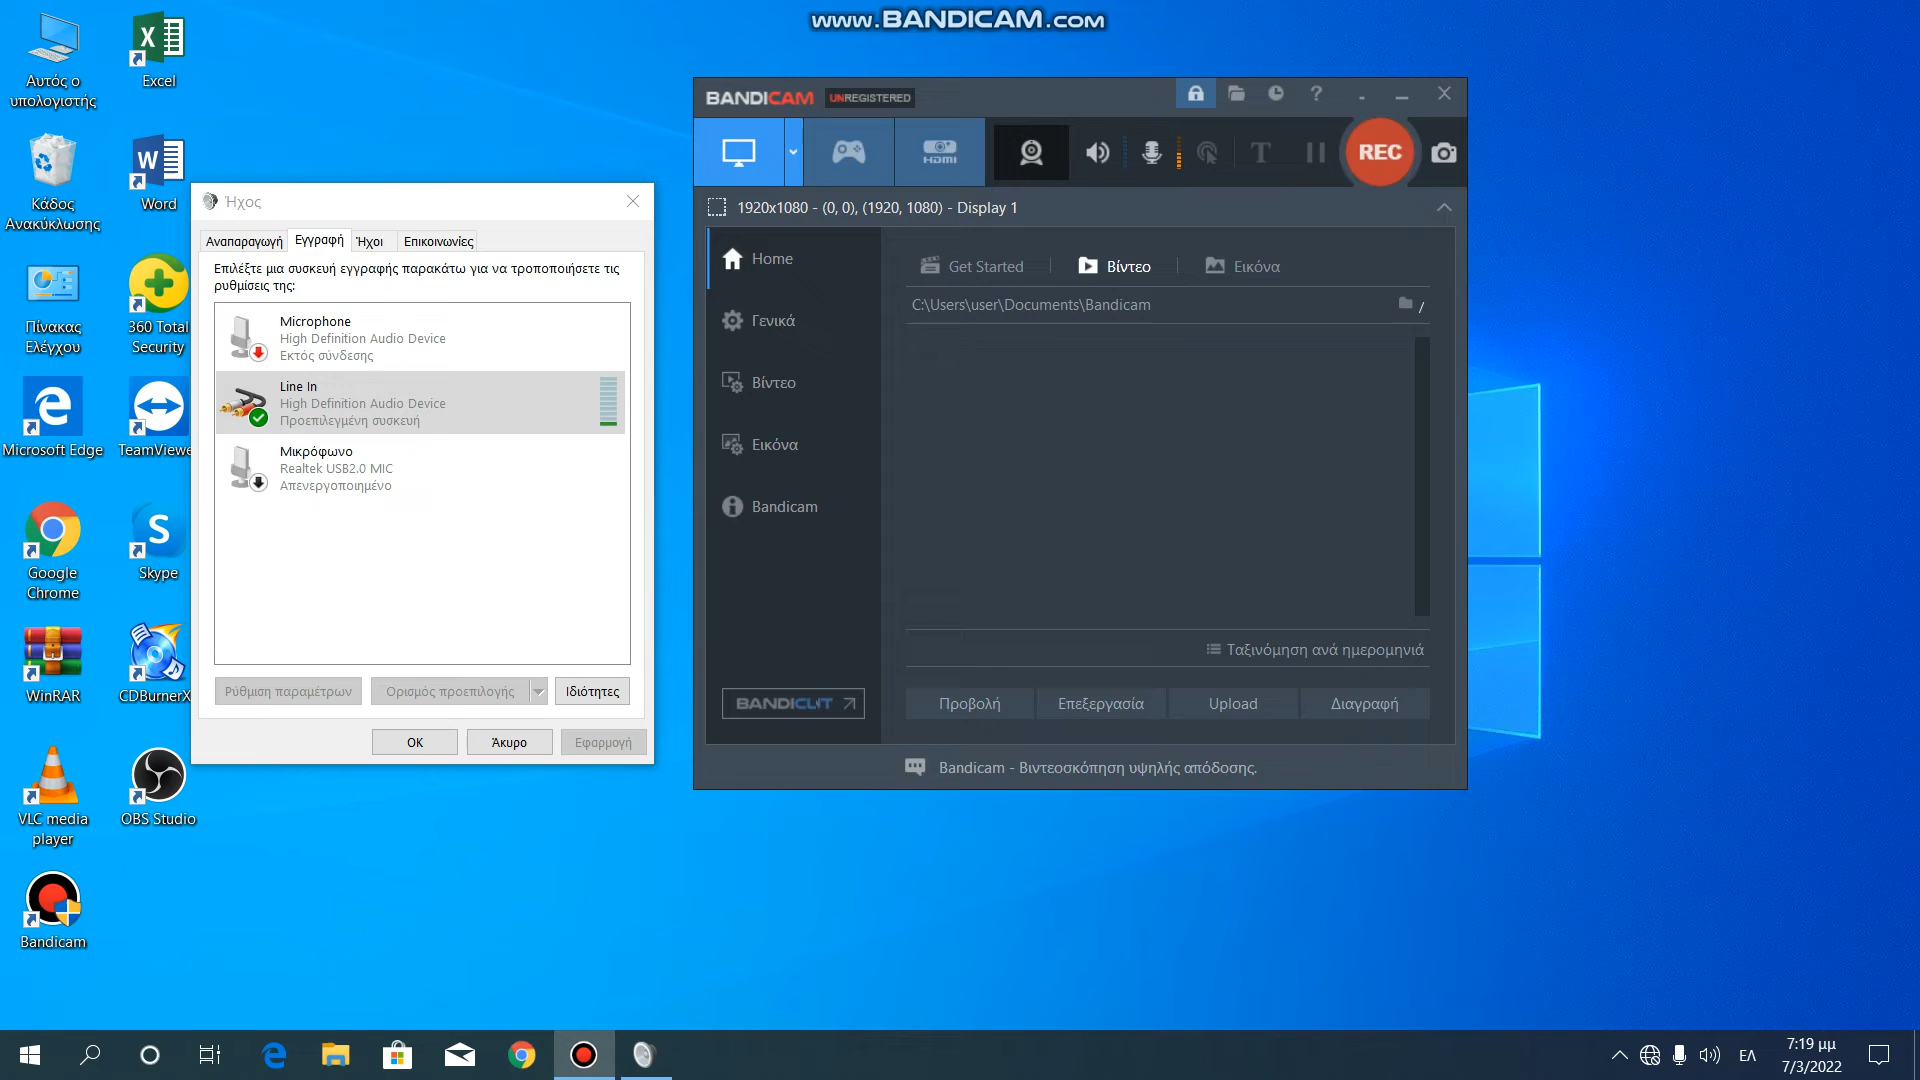 www.BANDICAM.com
Αυτός ο
υπολογιστής
Excel
Κάδος
Ανακύκλωσης
Word
Πίνακας
Ελέγχου
360 Total
Security
Microsoft Edge
TeamViewe
Google
Chrome
Skype
WinRAR
CDBurnerX
VLC media
player
OBS Studio
Bandicam
Ήχος
Αναπαραγωγή
Εγγραφή
Ήχοι
Επικοινωνίες
Επιλέξτε μια συσκευή εγγραφής παρακάτω για να τροποποιήσετε τις
ρυθμίσεις της:
Microphone
High Definition Audio Device
Εκτός σύνδεσης
Line In
High Definition Audio Device
Προεπιλεγμένη συσκευή
Μικρόφωνο
Realtek USB2.0 MIC
Απενεργοποιημένο
Ρύθμιση παραμέτρων
Ορισμός προεπιλογής
Ιδιότητες
OK
Άκυρο
Εφαρμογή
BANDICAM UNREGISTERED
HDMI
REC
1920x1080 - (0, 0), (1920, 1080) - Display 1
Home
Γενικά
Βίντεο
Εικόνα
Bandicam
BANDICUT
Get Started
Βίντεο
Εικόνα
C:\Users\user\Documents\Bandicam
/
Ταξινόμηση ανά ημερομηνιά
Προβολή
Επεξεργασία
Upload
Διαγραφή
Bandicam - Βιντεοσκόπηση υψηλής απόδοσης.
ΕΛ
7:19 μμ
7/3/2022